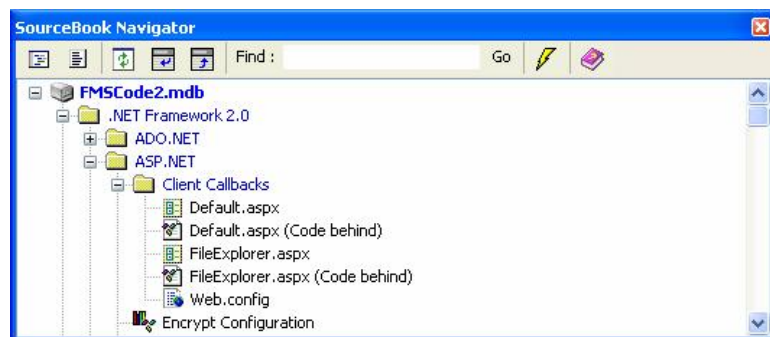 SourceBook Navigator
Find : Go
FMSCode2.mdb
.NET Framework 2.0
ADO.NET
ASP.NET
Client Callbacks
Default.aspx
Default.aspx (Code behind)
FileExplorer.aspx
FileExplorer.aspx (Code behind)
Web.config
Encrypt Configuration